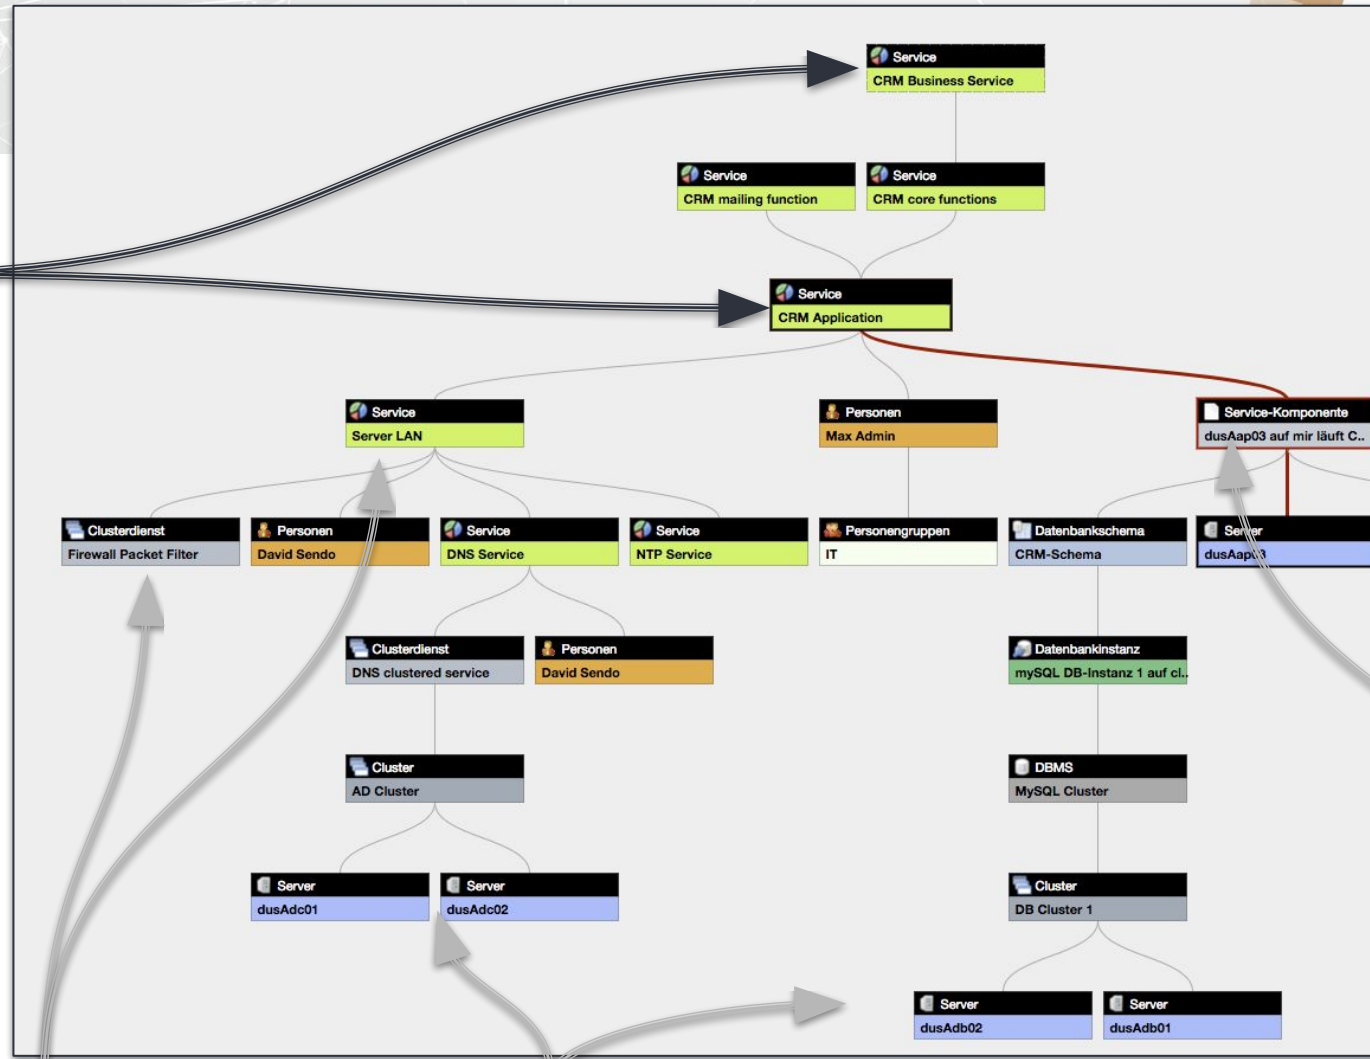 Service
CRM Business Service
Service
CRM mailing function
Service
CRM core functions
Service
CRM Application
Service
Server LAN
Personen
Max Admin
Service-Komponente
dusAap03 auf mir läuft C..
Clusterdienst
Firewall Packet Filter
Personen
David Sendo
Service
DNS Service
Service
NTP Service
Personengruppen
IT
Datenbankschema
CRM-Schema
Server
dusAap03
Clusterdienst
DNS clustered service
Personen
David Sendo
Datenbankinstanz
mySQL DB-Instanz 1 auf cl..
Cluster
AD Cluster
DBMS
MySQL Cluster
Server
dusAdc01
Server
dusAdc02
Cluster
DB Cluster 1
Server
dusAdb02
Server
dusAdb01